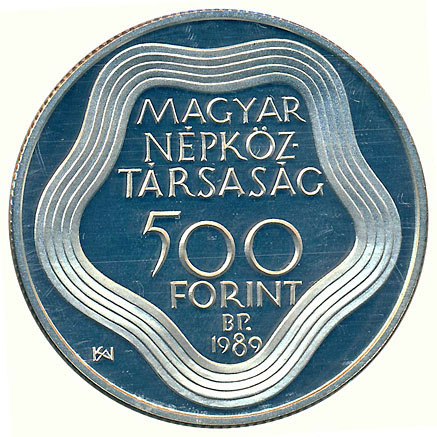 MAGYAR
NÉPKÖZ-
TÁRSASÁG
500
FORINT
BP.
1989